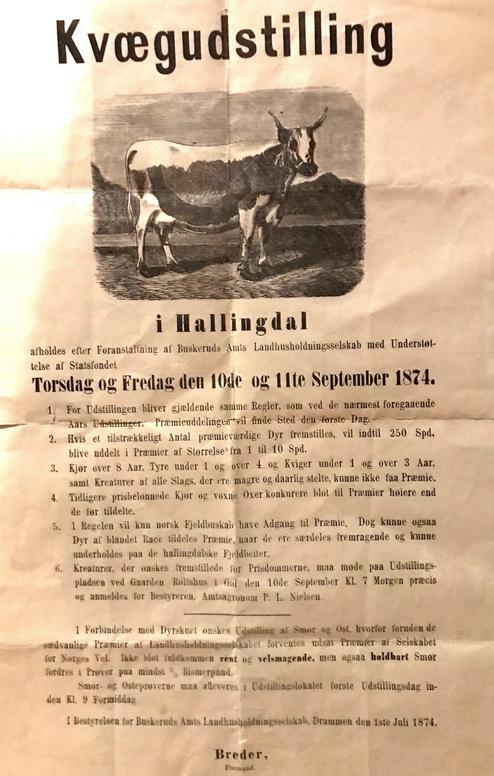 Kvægudstilling
i Hallingdal
afholdes efter Foranstaltning af Buskeruds Amts Landhusholdningsselskab med Understøt-
telse af Statsfondet
Torsdag og Fredag den 10de og 11te September 1874.
1. For Udstillingen bliver gjældende samme Regler, som ved de nærmest foregaaende
Aars Udstillinger. Præmieuddelingen vil finde Sted den første Dag.
2. Hvis et tilstrækkeligt Antal præmieværdige Dyr fremstilles, vil indtil 250 Spd.
blive uddelt i Præmier af Størrelse fra 1 til 10 Spd.
3. Kjør over 8 Aar, Tyre under 1 og over 4 og Kviger under 1 og over 3 Aar,
samt Kreaturer af alle Slags, der ere magre og daarlig stelte, kunne ikke faa Præmie.
4. Tidligere prisbelønnede Kjør og voxne Oxer konkurere blot til Præmier høiere end
de før tildelte.
5. I Regelen vil kun norsk Fjeldbuskab have Adgang til Præmie. Dog kunne ogsaa
Dyr af blandet Race tildeles Præmie, naar de ere særdeles fremragende og kunne
underholdes paa de hallingdalske Fjeldbeiter.
6. Kreaturer, der ønskes fremstillede for Prisdommerne, maa møde paa Udstillings-
pladsen ved Gaarden Rolfshus i Gol den 10de September Kl. 7 Morgen præcis
og anmeldes for Bestyreren, Amtsagronom P. L. Nielsen.
I Forbindelse med Dyrskuet ønskes Udstilling af Smør og Ost, hvorfor foruden de
sædvanlige Præmier af Landhusholdningsselskabet forventes udsat Præmier af Selskabet
for Norges Vel. Ikke blot indkommen rent og velsmagende, men ogsaa holdbart Smør
fordres i Prøver paa mindst Bismerpund.
Smør- og Osteprøverne maa afleveres i Udstillingslokalet første Udstillingsdag in-
den Kl. 9 Formiddag
I Bestyrelsen for Buskeruds Amts Landhusholdningsselskab, Drammen den 1ste Juli 1874.
Breder,
Formand.